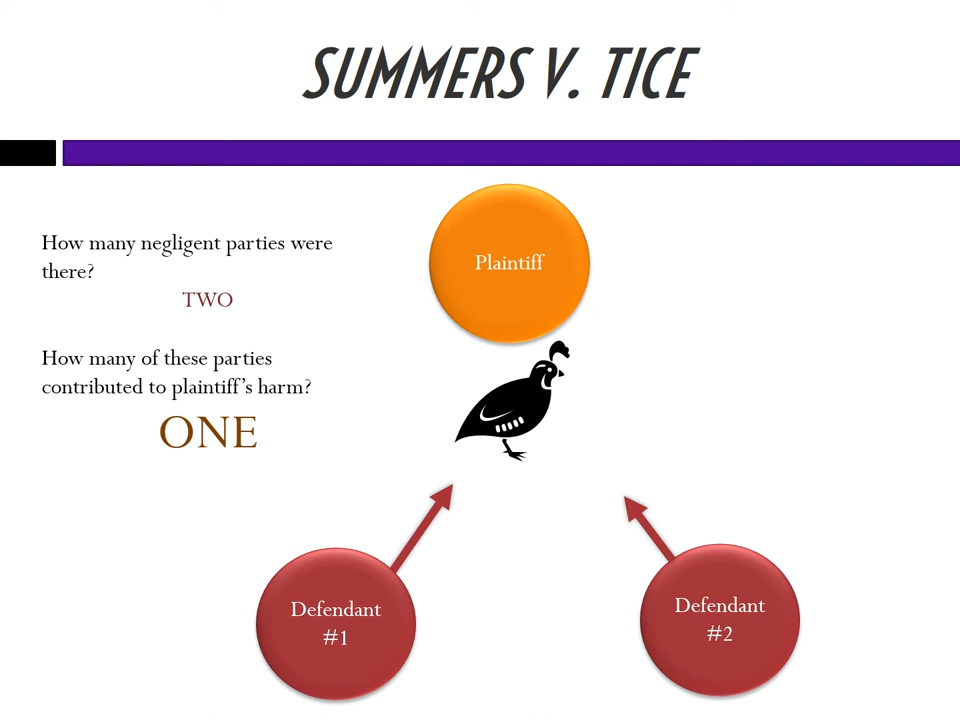 SUMMERS V. TICE
How many negligent parties were
there?
TWO
How many of these parties
contributed to plaintiff’s harm?
ONE
Plaintiff
Defendant
#1
Defendant
#2